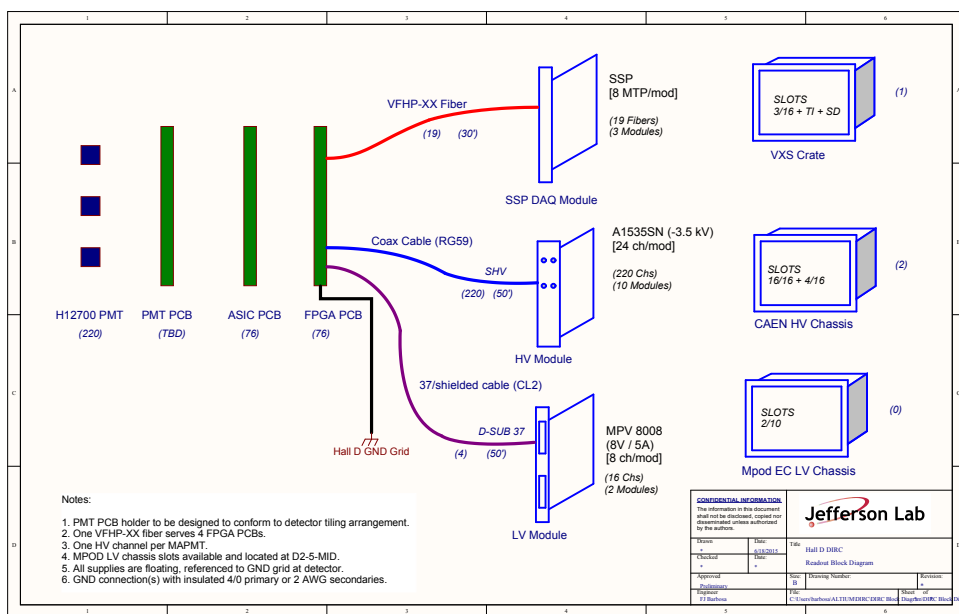 1 2 3 4 5 6
A
B
C
D
VFHP-XX Fiber
(19) (30')
SSP
[8 MTP/mod]
(19 Fibers)
(3 Modules)
SSP DAQ Module
SLOTS
3/16 + TI + SD
(1)
VXS Crate
Coax Cable (RG59)
SHV
(220) (50')
A1535SN (-3.5 kV)
[24 ch/mod]
(220 Chs)
(10 Modules)
HV Module
SLOTS
16/16 + 4/16
(2)
CAEN HV Chassis
H12700 PMT
(220)
PMT PCB
(TBD)
ASIC PCB
(76)
FPGA PCB
(76)
37/shielded cable (CL2)
D-SUB 37
(4) (50')
Hall D GND Grid
MPV 8008
(8V / 5A)
[8 ch/mod]
(16 Chs)
(2 Modules)
LV Module
SLOTS
2/10
(0)
Mpod EC LV Chassis
Notes:
1. PMT PCB holder to be designed to conform to detector tiling arrangement.
2. One VFHP-XX fiber serves 4 FPGA PCBs.
3. One HV channel per MAPMT.
4. MPOD LV chassis slots available and located at D2-5-MID.
5. All supplies are floating, referenced to GND grid at detector.
6. GND connection(s) with insulated 4/0 primary or 2 AWG secondaries.
CONFIDENTIAL INFORMATION
The information in this document
shall not be disclosed, copied nor
disseminated unless authorized
by the authors.
Jefferson Lab
Drawn
*
Date:
6/18/2015
Checked
*
Date:
*
Approved
Preliminary
Engineer
FJ Barbosa
Title
Hall D DIRC
Readout Block Diagram
Size:
B
Drawing Number:
Revision:
*
File:
Sheet of
1 2 3 4 5 6